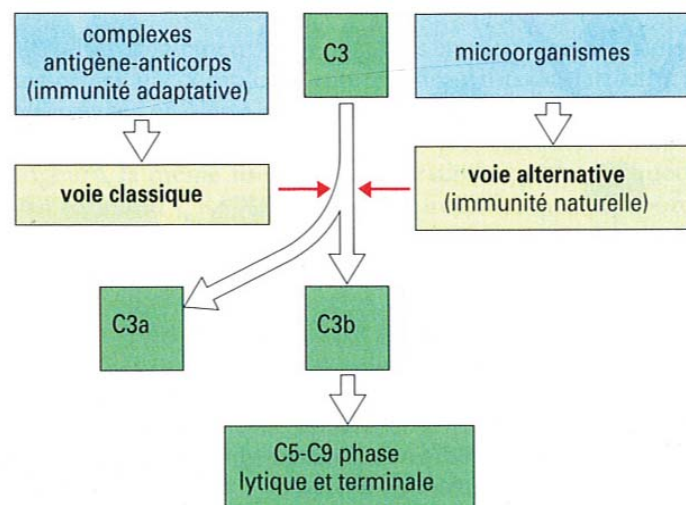 complexes
antigène-anticorps
(immunité adaptative)
C3
microorganismes
voie classique
voie alternative
(immunité naturelle)
C3a
C3b
C5-C9 phase
lytique et terminale